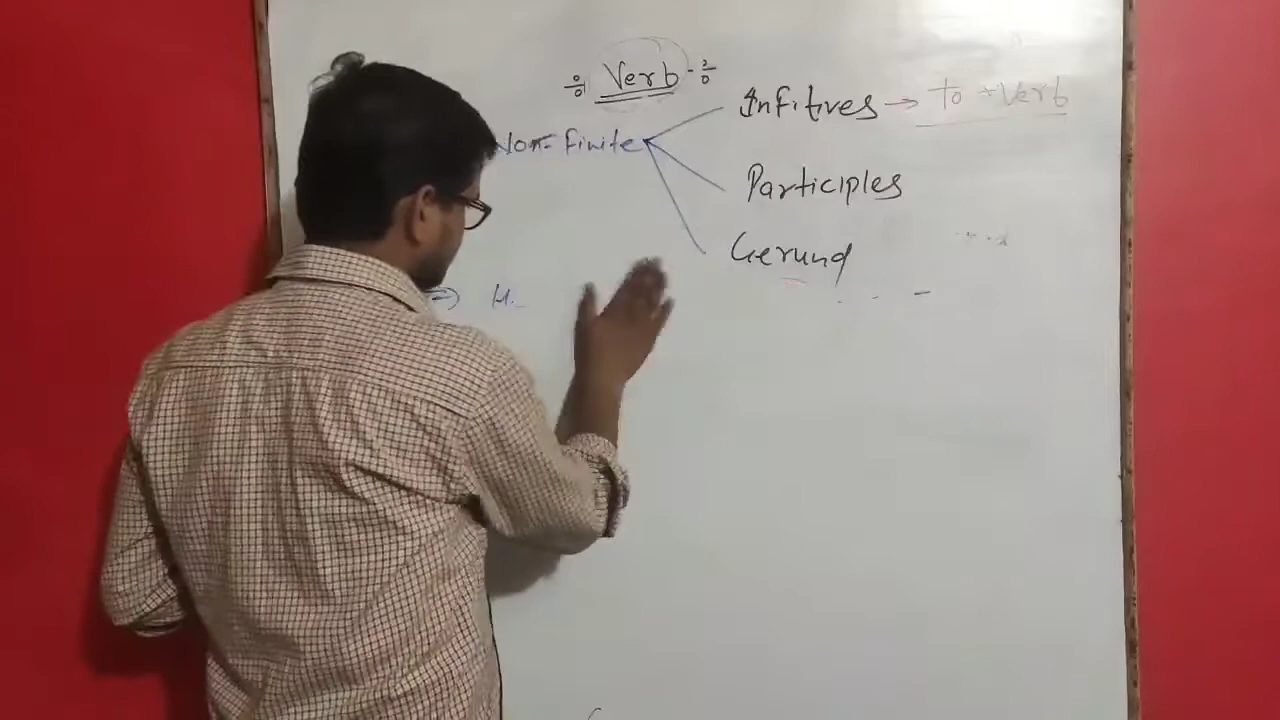 ÷ Verb ÷
Non-finite
Infitives → to + Verb
Participles
Gerund
⇒ H